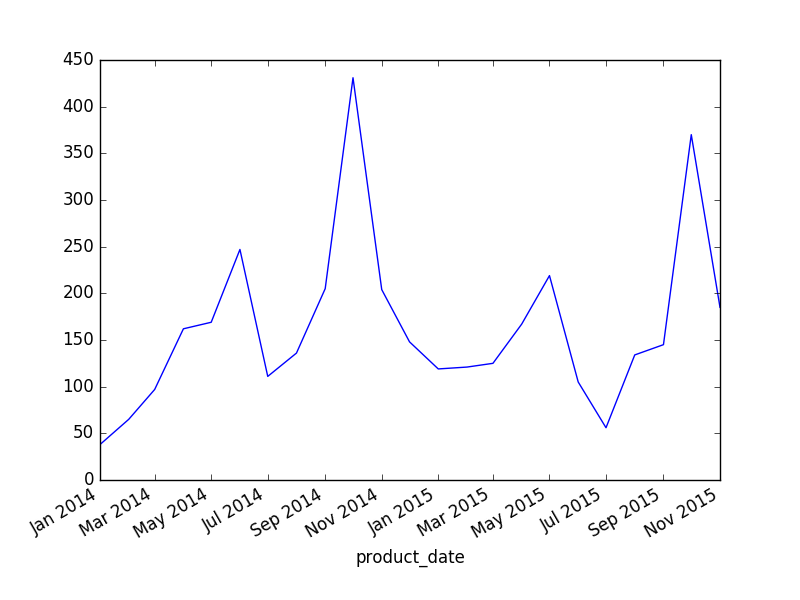 450
400
350
300
250
200
150
100
50
0
Jan 2014
Mar 2014
May 2014
Jul 2014
Sep 2014
Nov 2014
Jan 2015
Mar 2015
May 2015
Jul 2015
Sep 2015
Nov 2015
product_date